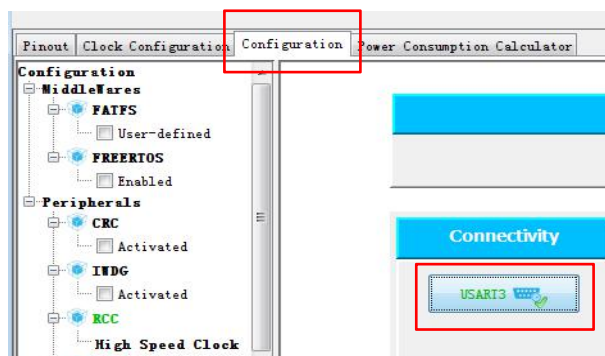 Pinout Clock Configuration Configuration Power Consumption Calculator
Configuration
MiddleWares
FATFS
User-defined
FREERTOS
Enabled
Peripherals
CRC
Activated
IWDG
Activated
RCC
High Speed Clock
Connectivity
USART3